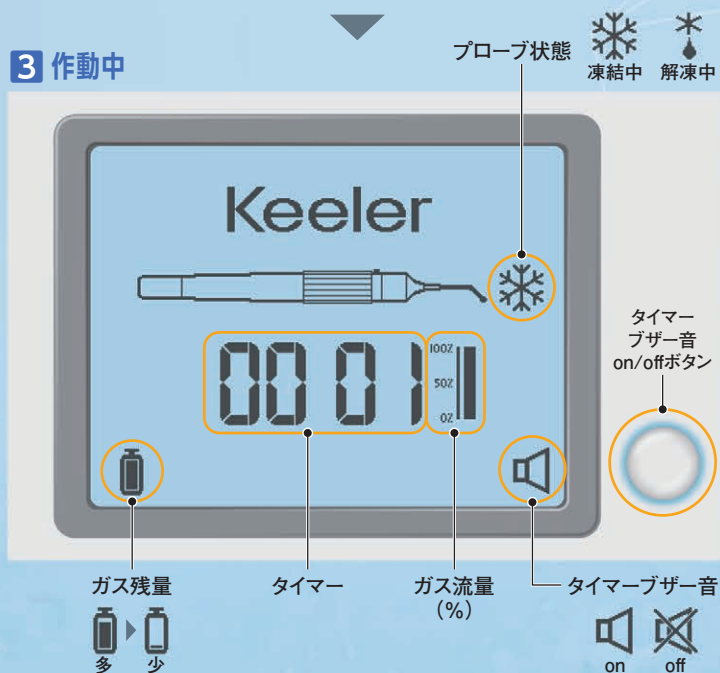 3 作動中
プローブ状態
凍結中 解凍中
Keeler
00 01
100%
50%
0%
タイマー
ブザー音
on/offボタン
ガス残量
タイマー
ガス流量
(%)
タイマーブザー音
多 少
on off